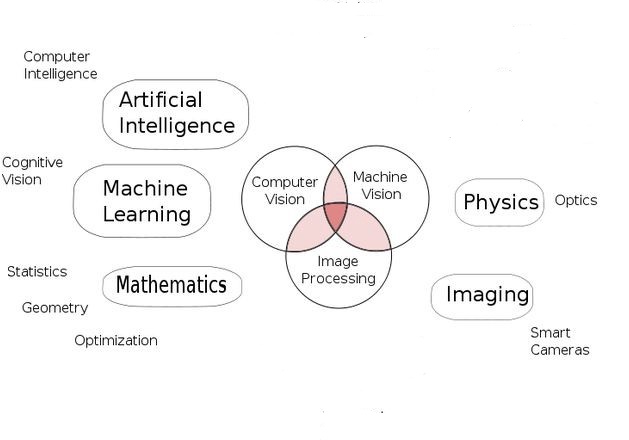 Computer
Intelligence
Artificial
Intelligence
Cognitive
Vision
Machine
Learning
Computer
Vision
Machine
Vision
Image
Processing
Physics
Optics
Statistics
Mathematics
Geometry
Optimization
Imaging
Smart
Cameras